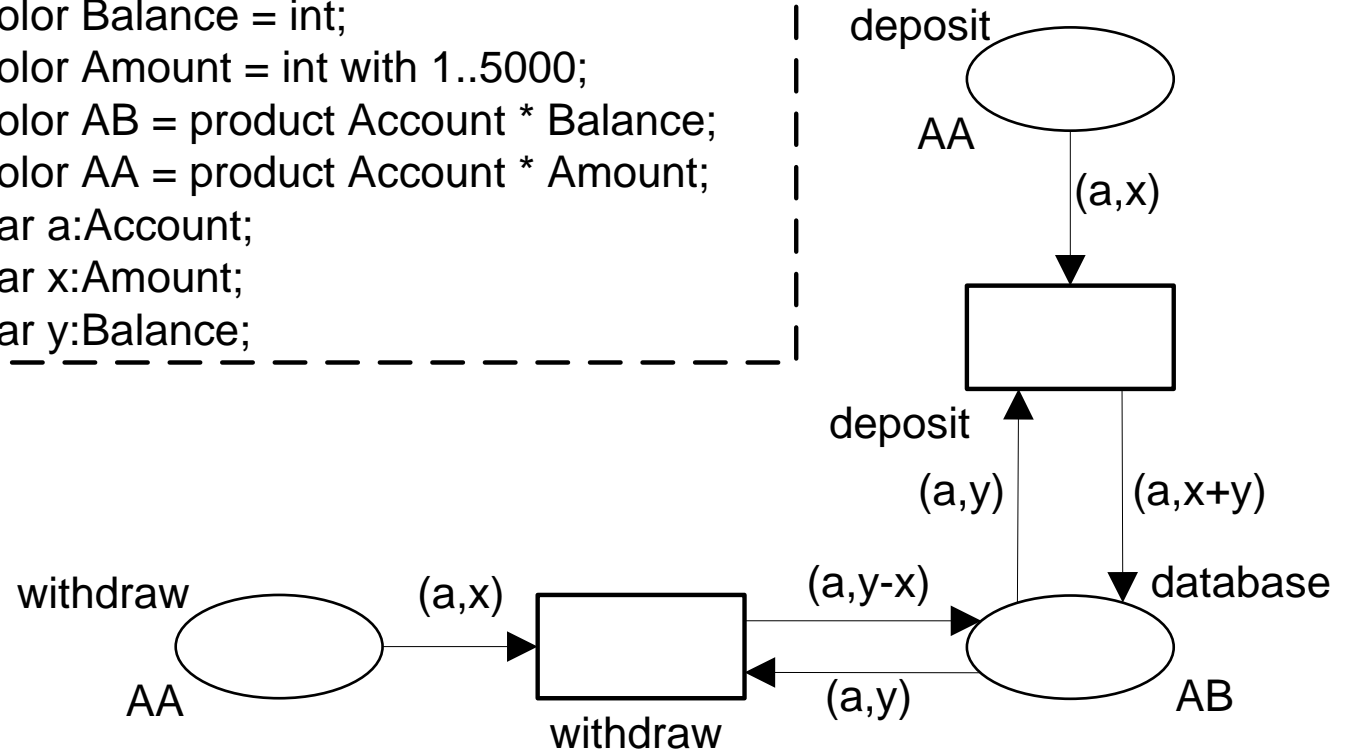 olor Balance = int;
olor Amount = int with 1..5000;
olor AB = product Account * Balance;
olor AA = product Account * Amount;
ar a:Account;
ar x:Amount;
ar y:Balance;
deposit
AA
(a,x)
deposit
(a,y)
(a,x+y)
withdraw
(a,x)
(a,y-x)
database
AA
(a,y)
AB
withdraw